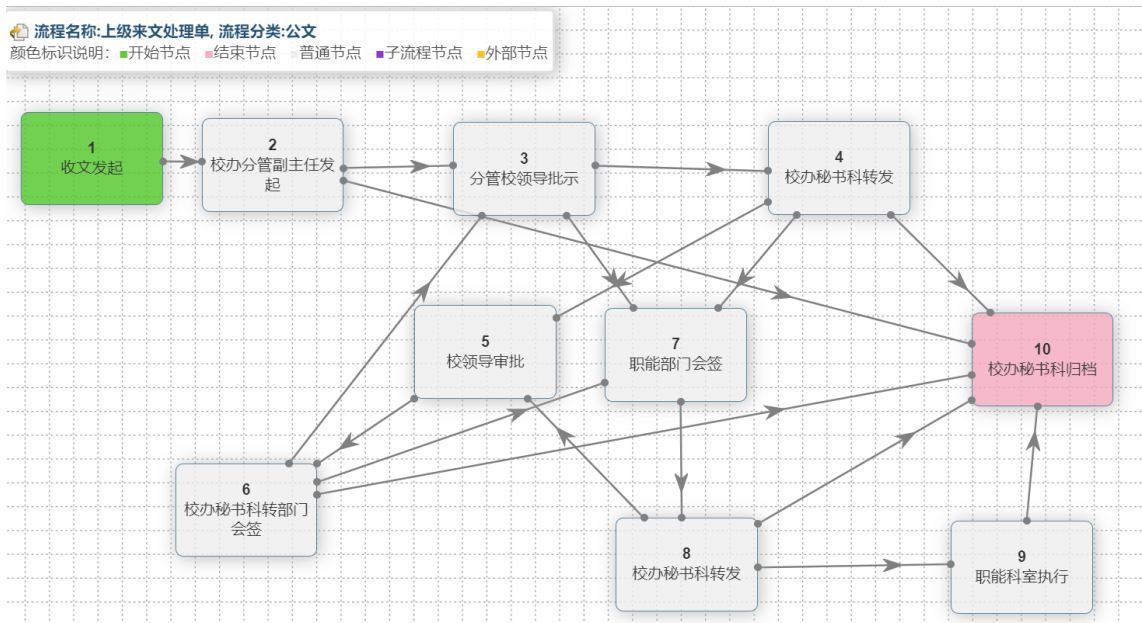 流程名称:上级来文处理单, 流程分类:公文
颜色标识说明: 开始节点 结束节点 普通节点 子流程节点 外部节点
1
收文发起
2
校办分管副主任发
起
3
分管校领导批示
4
校办秘书科转发
5
校领导审批
7
职能部门会签
10
校办秘书科归档
6
校办秘书科转部门
会签
8
校办秘书科转发
9
职能科室执行